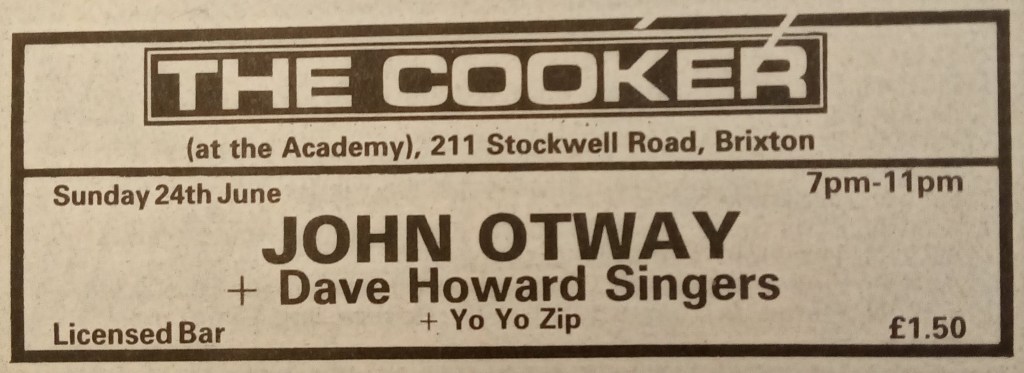 THE COOKER
(at the Academy), 211 Stockwell Road, Brixton
Sunday 24th June 7pm-11pm
JOHN OTWAY
+ Dave Howard Singers
+ Yo Yo Zip
Licensed Bar £1.50